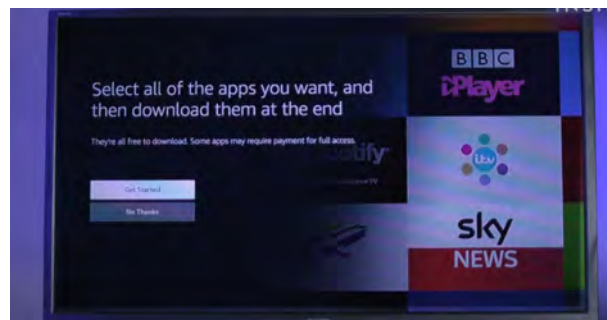 Select all of the apps you want, and
then download them at the end
They're all free to download. Some apps may require payment for full access.
Get Started
No Thanks
BBC
iPlayer
itv
sky
NEWS